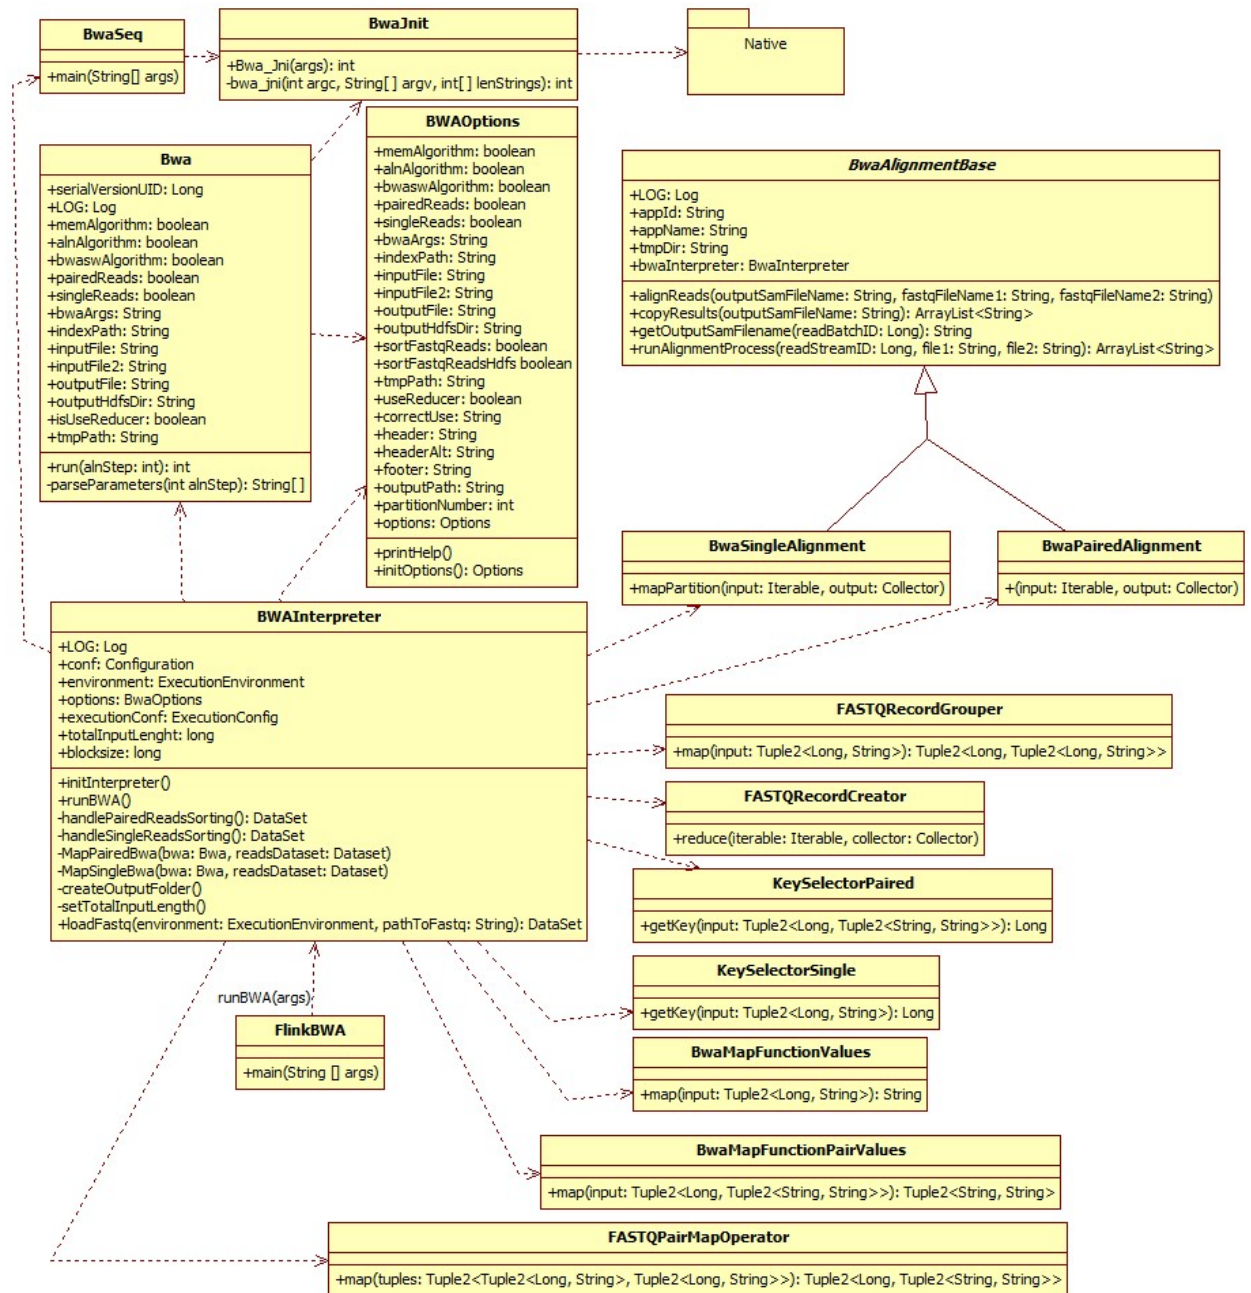 BwaSeq
+main(String[] args)
BwaJnit
+Bwa_Jni(args): int
-bwa_jni(int argc, String[] argv, int[] lenStrings): int
Native
Bwa
+serialVersionUID: Long
+LOG: Log
+memAlgorithm: boolean
+alnAlgorithm: boolean
+bwaswAlgorithm: boolean
+pairedReads: boolean
+singleReads: boolean
+bwaArgs: String
+indexPath: String
+inputFile: String
+inputFile2: String
+outputFile: String
+outputHdfsDir: String
+isUseReducer: boolean
+tmpPath: String
+run(alnStep: int): int
-parseParameters(int alnStep): String[]
BWAOptions
+memAlgorithm: boolean
+alnAlgorithm: boolean
+bwaswAlgorithm: boolean
+pairedReads: boolean
+singleReads: boolean
+bwaArgs: String
+indexPath: String
+inputFile: String
+inputFile2: String
+outputFile: String
+outputHdfsDir: String
+sortFastqReads: boolean
+sortFastqReadsHdfs boolean
+tmpPath: String
+useReducer: boolean
+correctUse: String
+header: String
+headerAlt: String
+footer: String
+outputPath: String
+partitionNumber: int
+options: Options
+printHelp()
+initOptions(): Options
BwaAlignmentBase
+LOG: Log
+appId: String
+appName: String
+tmpDir: String
+bwaInterpreter: BwaInterpreter
+alignReads(outputSamFileName: String, fastqFileName1: String, fastqFileName2: String)
+copyResults(outputSamFileName: String): ArrayList<String>
+getOutputSamFilename(readBatchID: Long): String
+runAlignmentProcess(readStreamID: Long, file1: String, file2: String): ArrayList<String>
BwaSingleAlignment
+mapPartition(input: Iterable, output: Collector)
BwaPairedAlignment
+(input: Iterable, output: Collector)
BWAInterpreter
+LOG: Log
+conf: Configuration
+environment: ExecutionEnvironment
+options: BwaOptions
+executionConf: ExecutionConfig
+totalInputLenght: long
+blocksize: long
+initInterpreter()
+runBWA()
-handlePairedReadsSorting(): DataSet
-handleSingleReadsSorting(): DataSet
-MapPairedBwa(bwa: Bwa, readsDataset: Dataset)
-MapSingleBwa(bwa: Bwa, readsDataset: Dataset)
-createOutputFolder()
-setTotalInputLength()
+loadFastq(environment: ExecutionEnvironment, pathToFastq: String): DataSet
FASTQRecordGrouper
+map(input: Tuple2<Long, String>): Tuple2<Long, Tuple2<Long, String>>
FASTQRecordCreator
+reduce(iterable: Iterable, collector: Collector)
KeySelectorPaired
+getKey(input: Tuple2<Long, Tuple2<String, String>>): Long
KeySelectorSingle
+getKey(input: Tuple2<Long, String>): Long
runBWA(args)
FlinkBWA
+main(String [] args)
BwaMapFunctionValues
+map(input: Tuple2<Long, String>): String
BwaMapFunctionPairValues
+map(input: Tuple2<Long, Tuple2<String, String>>): Tuple2<String, String>
FASTQPairMapOperator
+map(tuples: Tuple2<Tuple2<Long, String>, Tuple2<Long, String>>): Tuple2<Long, Tuple2<String, String>>